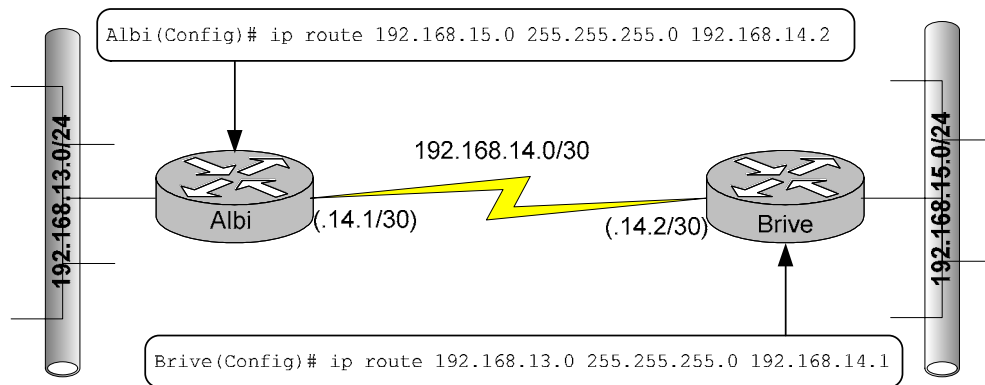 Albi(Config)# ip route 192.168.15.0 255.255.255.0 192.168.14.2
192.168.13.0/24
192.168.14.0/30
192.168.15.0/24
Albi
(.14.1/30)
(.14.2/30)
Brive
Brive(Config)# ip route 192.168.13.0 255.255.255.0 192.168.14.1